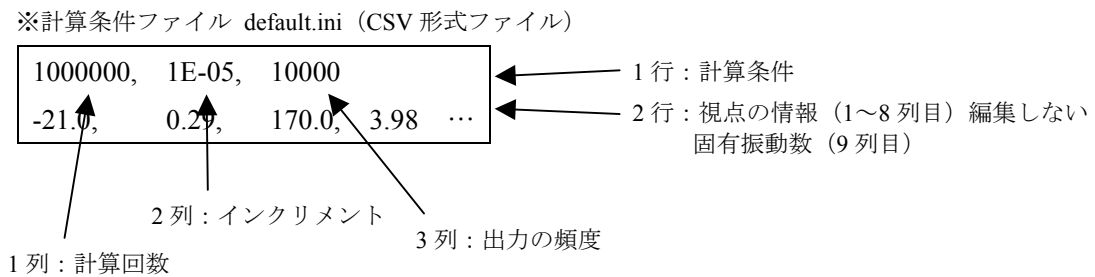 ※計算条件ファイル default.ini(CSV 形式ファイル)
1000000, 1E-05, 10000
-21.0, 0.29, 170.0, 3.98 …
1 行:計算条件
2 行:視点の情報(1～8 列目)編集しない
固有振動数(9 列目)
2 列:インクリメント
3 列:出力の頻度
1 列:計算回数